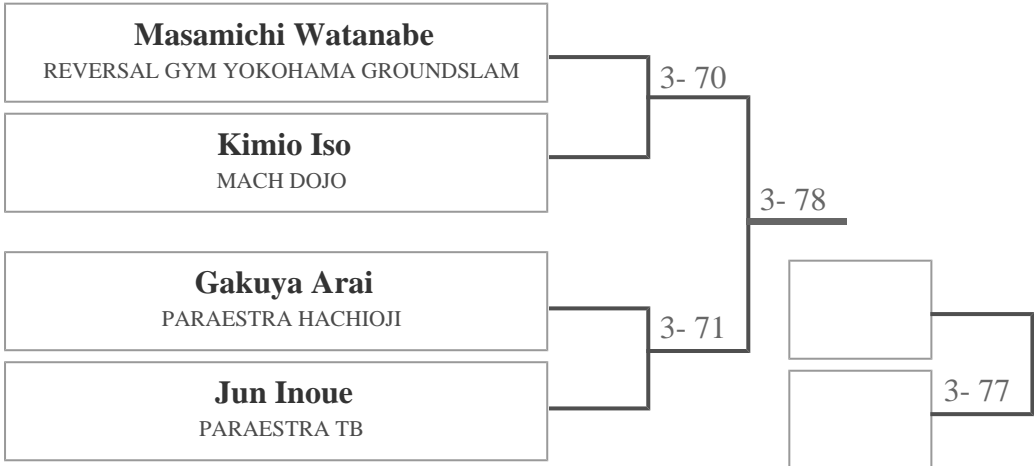 Masamichi Watanabe
REVERSAL GYM YOKOHAMA GROUNDSLAM
3- 70
Kimio Iso
MACH DOJO
3- 78
Gakuya Arai
PARAESTRA HACHIOJI
3- 71
Jun Inoue
PARAESTRA TB
3- 77